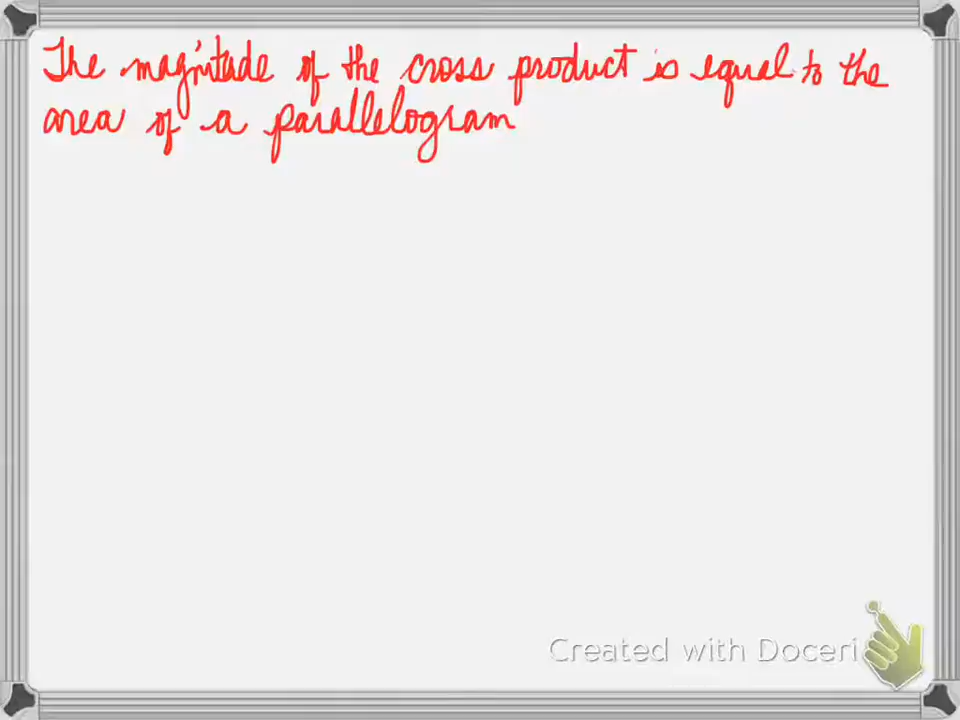 The magnitude of the cross product is equal to the
area of a parallelogram
Created with Doceri